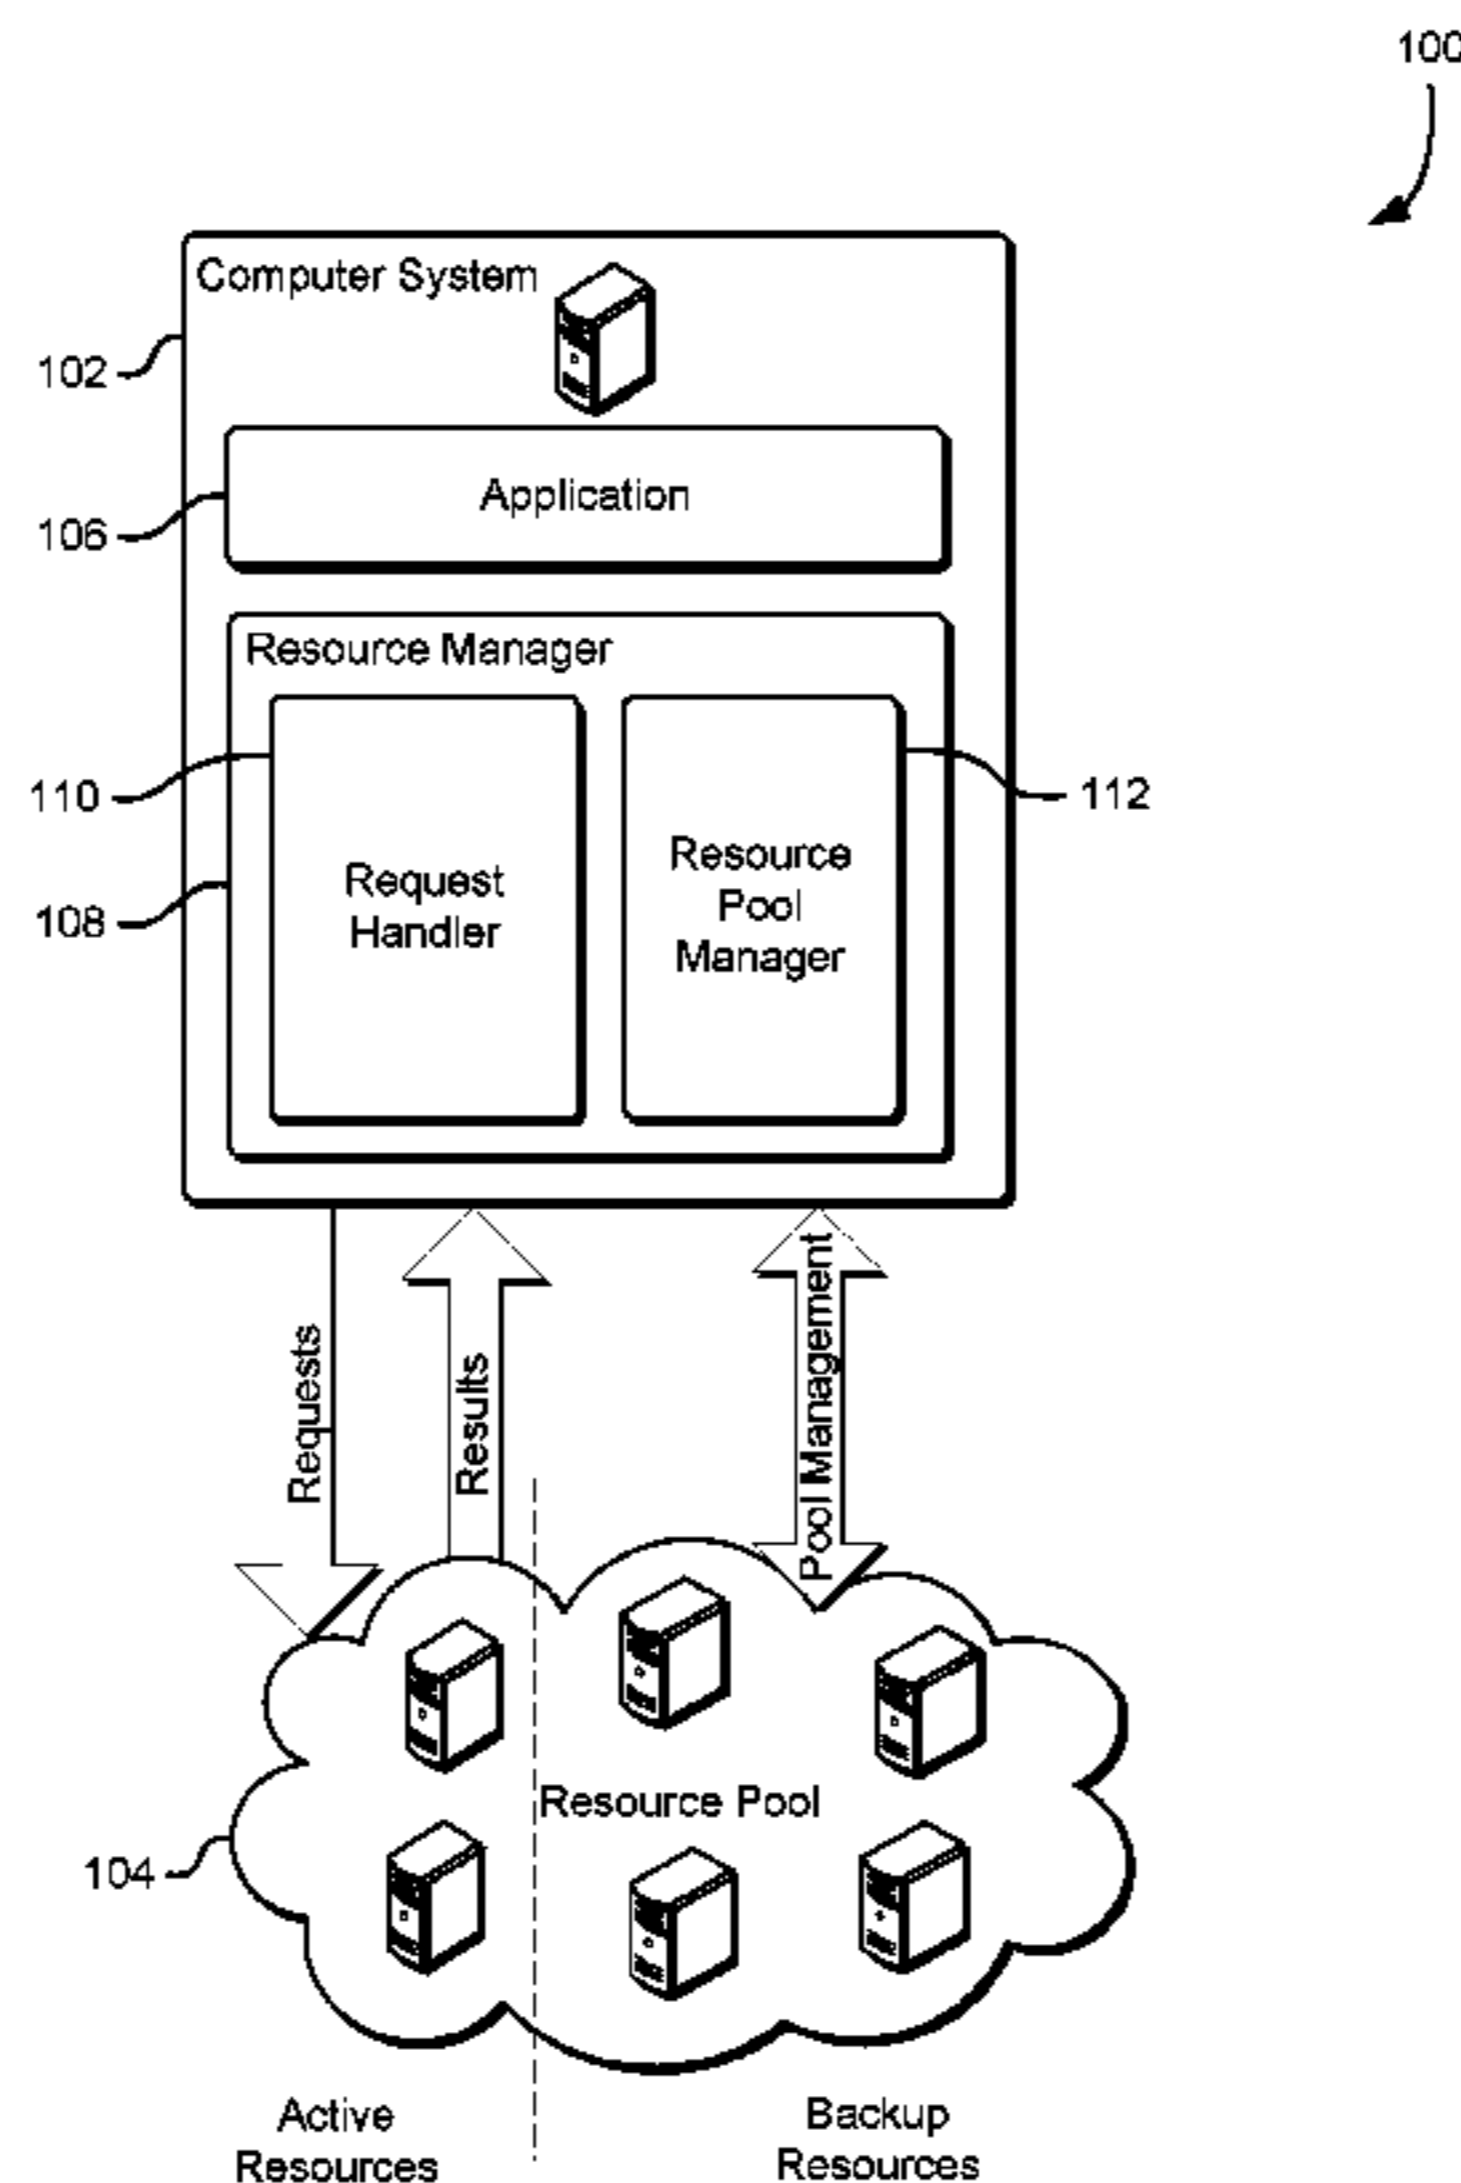 100
Computer System
102
Application
106
Resource Manager
110
112
Request
Handler
Resource
Pool
Manager
108
Requests
Results
Pool Management
Resource Pool
104
Active
Resources
Backup
Resources